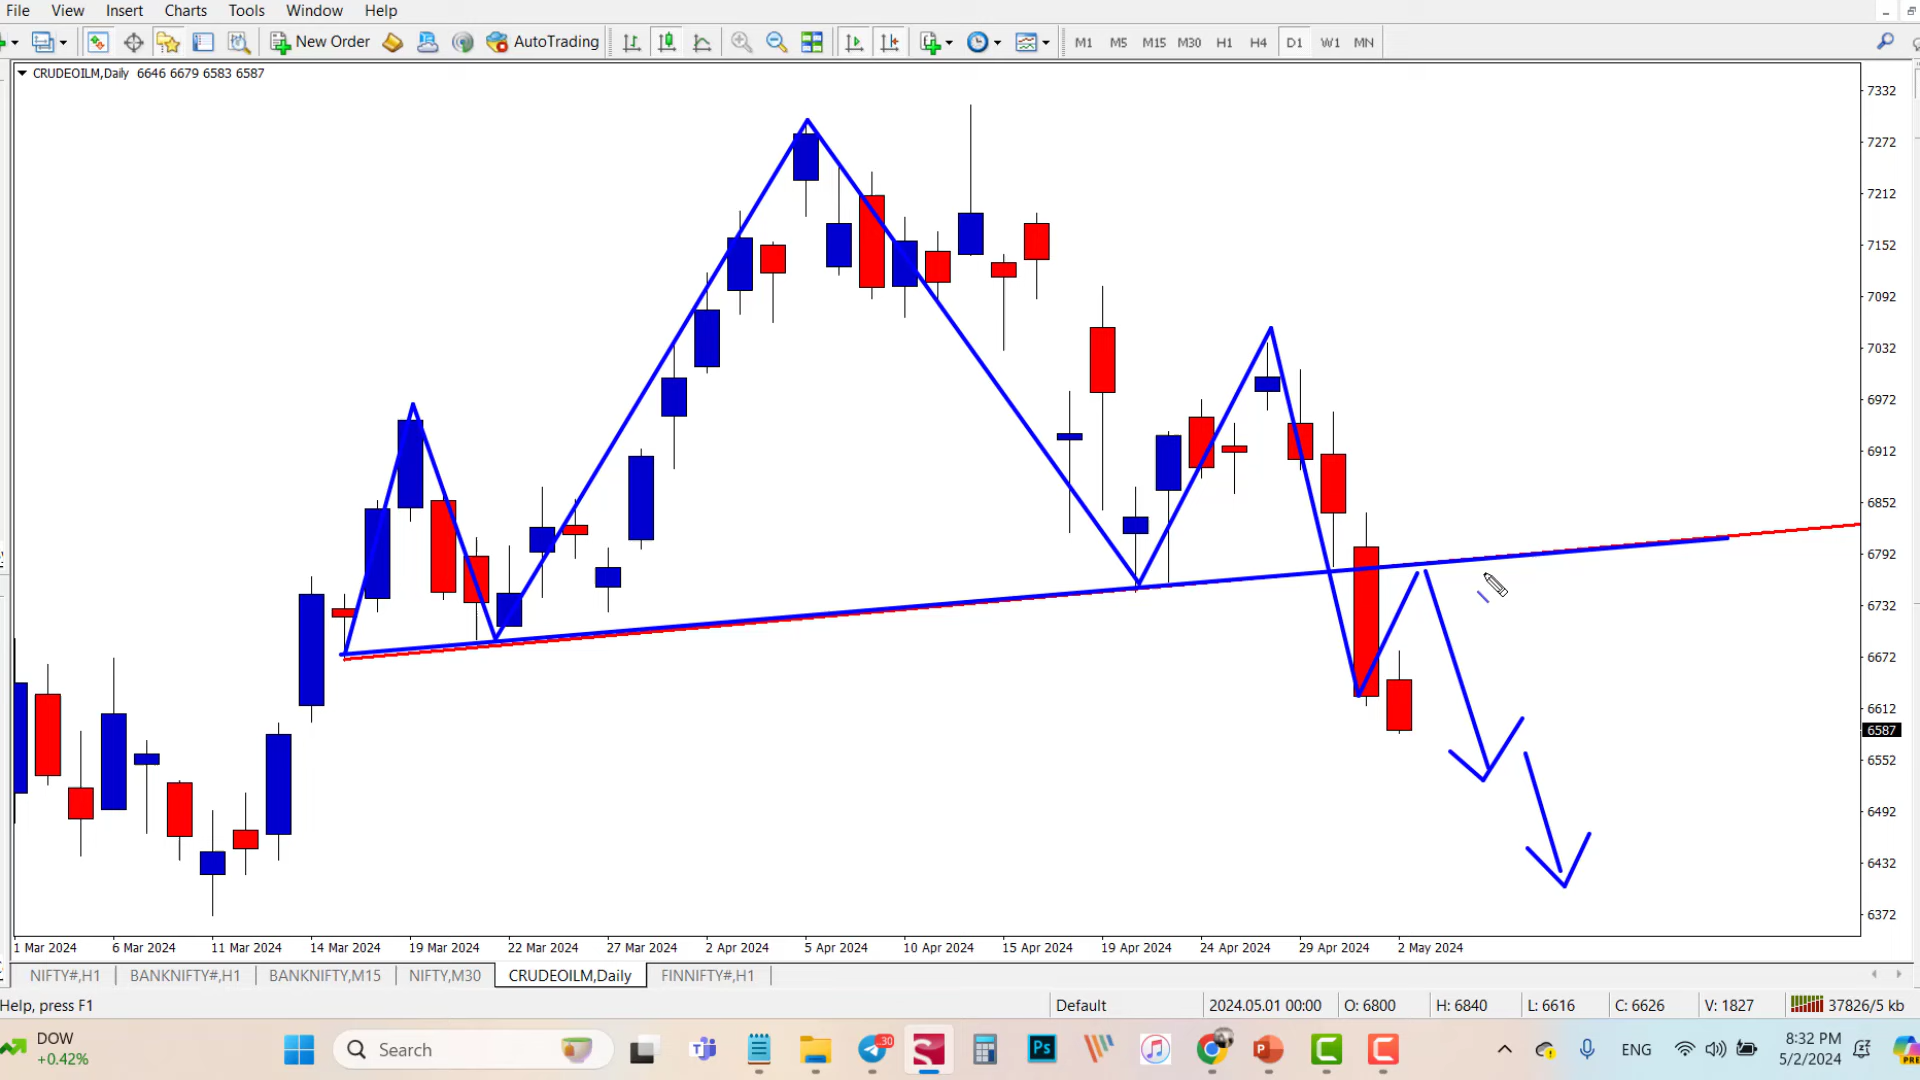 File View Insert Charts Tools Window Help
New Order AutoTrading M1 M5 M15 M30 H1 H4 D1 W1 MN
CRUDEOILM,Daily 6646 6679 6583 6587
7332
7272
7212
7152
7092
7032
6972
6912
6852
6792
6732
6672
6612
6587
6552
6492
6432
6372
1 Mar 2024 6 Mar 2024 11 Mar 2024 14 Mar 2024 19 Mar 2024 22 Mar 2024 27 Mar 2024 2 Apr 2024 5 Apr 2024 10 Apr 2024 15 Apr 2024 19 Apr 2024 24 Apr 2024 29 Apr 2024 2 May 2024
NIFTY#,H1 BANKNIFTY#,H1 BANKNIFTY,M15 NIFTY,M30 CRUDEOILM,Daily FINNIFTY#,H1
Help, press F1 Default 2024.05.01 00:00 O: 6800 H: 6840 L: 6616 C: 6626 V: 1827 37826/5 kb
DOW
+0.42%
Search
30
Ps
ENG
8:32 PM
5/2/2024
PRE